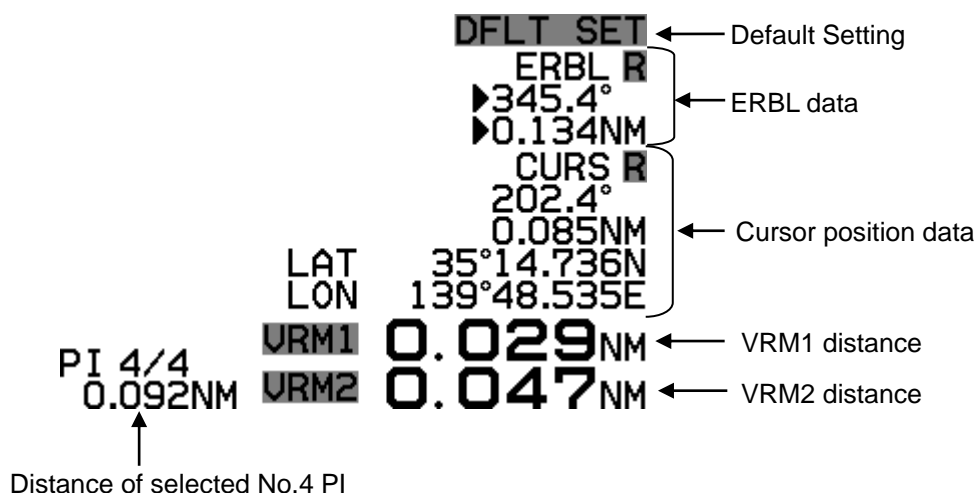 DFLT SET
Default Setting
ERBL R
▶345.4°
▶0.134NM
ERBL data
CURS R
202.4°
0.085NM
LAT 35°14.736N
LON 139°48.535E
Cursor position data
VRM1 0.029NM
VRM1 distance
PI 4/4
0.092NM
VRM2 0.047NM
VRM2 distance
Distance of selected No.4 PI